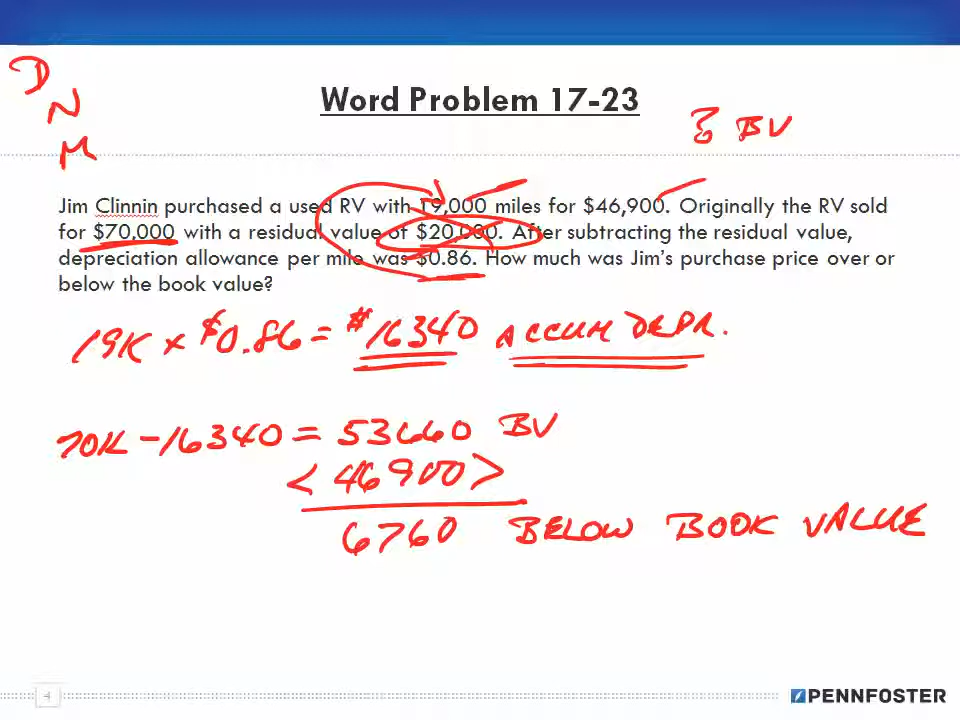 D
N
M
Word Problem 17-23
} BV
Jim Clinnin purchased a used RV with 19,000 miles for $46,900. Originally the RV sold
for $70,000 with a residual value of $20,000. After subtracting the residual value,
depreciation allowance per mile was $0.86. How much was Jim's purchase price over or
below the book value?
19K x $0.86 = $16340 ACCUM DEPR.
70K - 16340 = 53660 BV
<46900>
6760 BELOW BOOK VALUE
4
PENNFOSTER